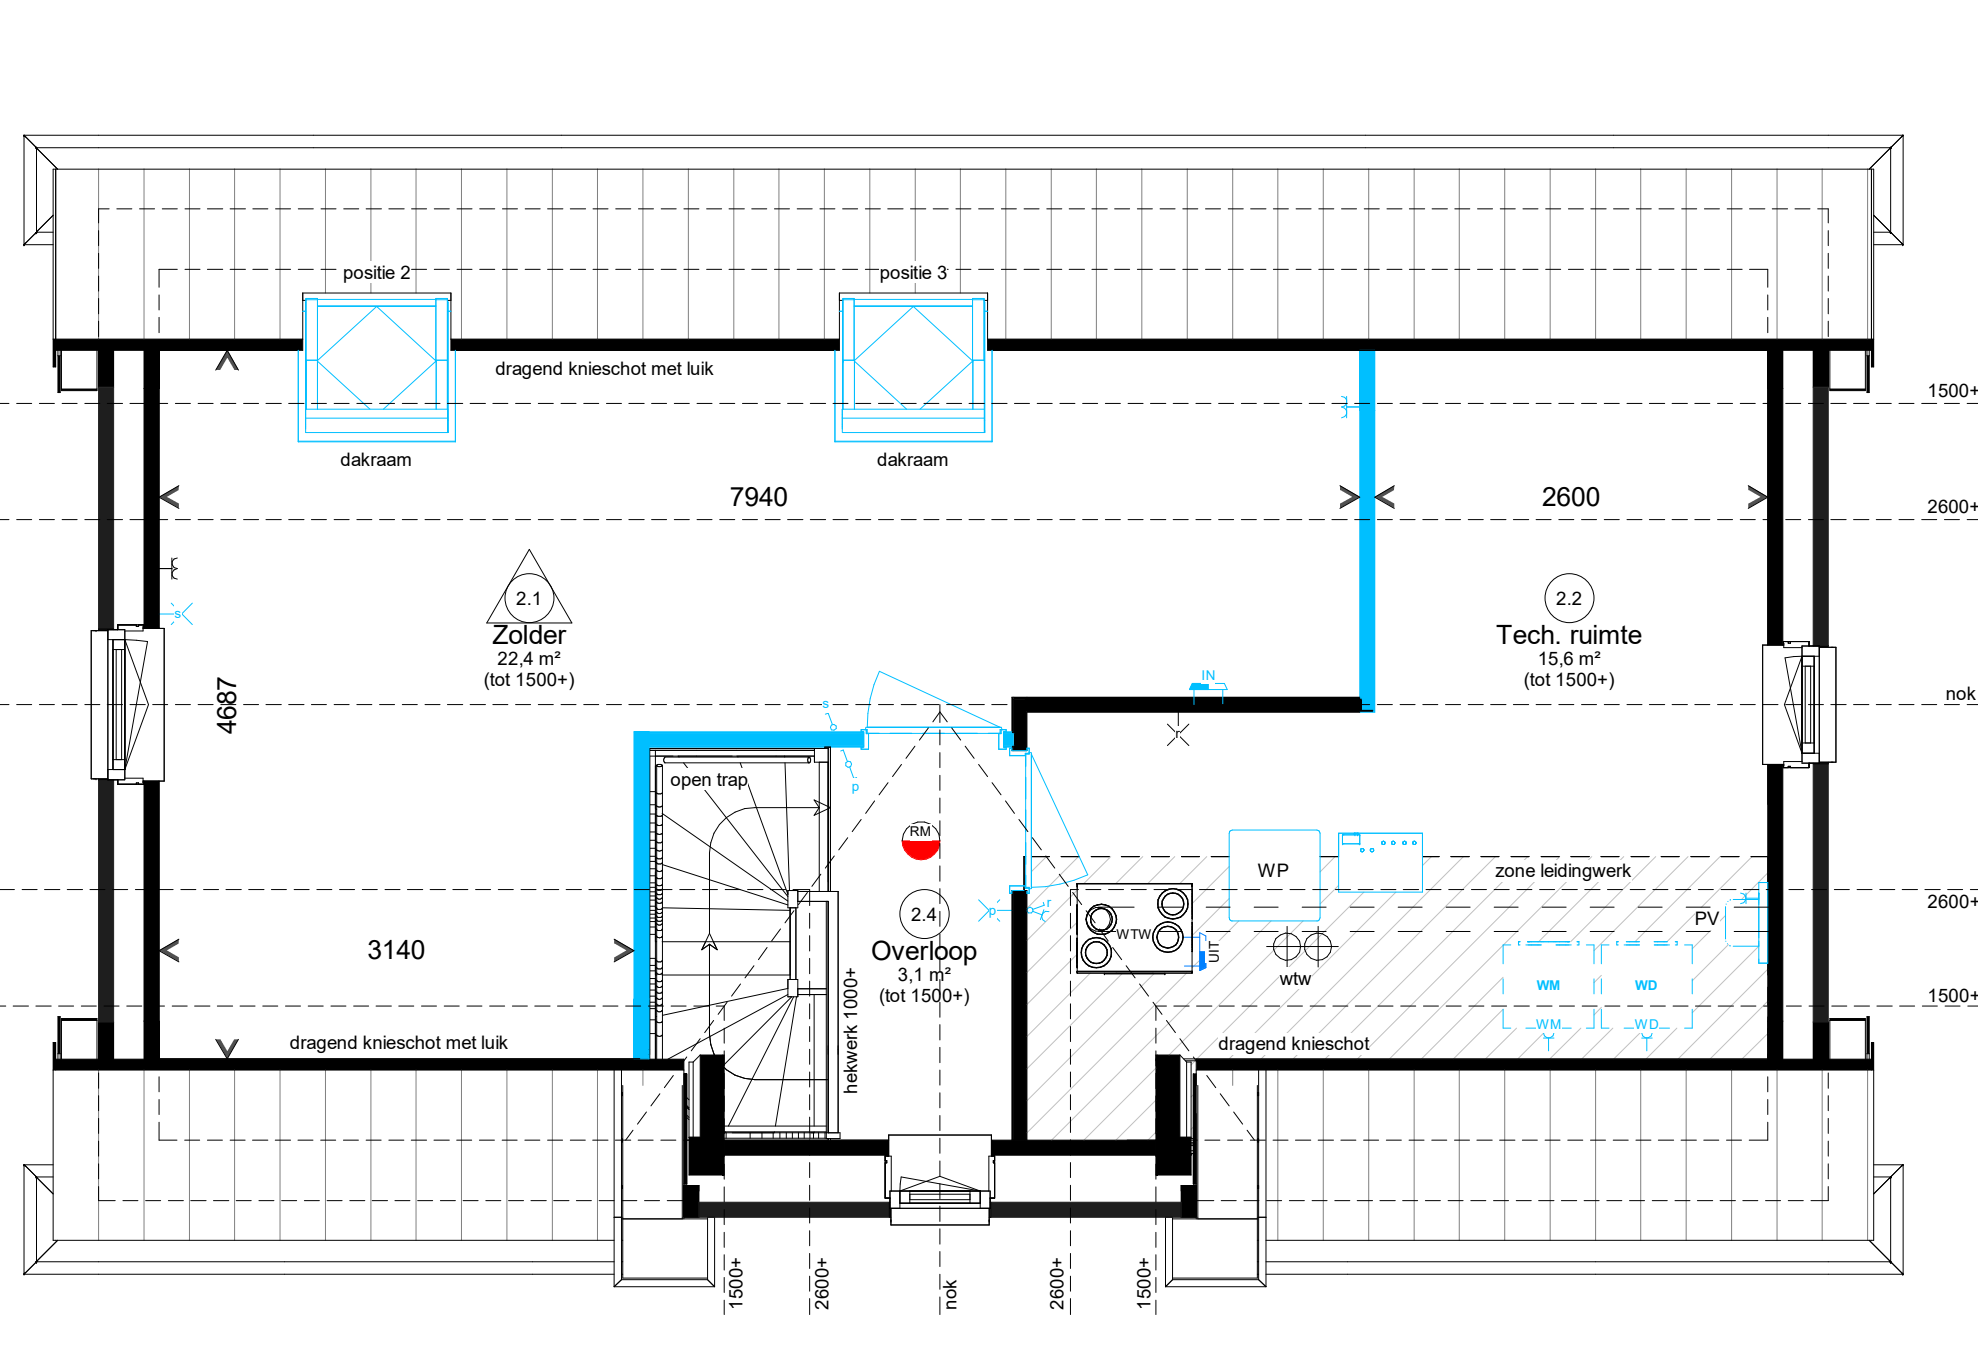 positie 2
positie 3
dragend knieschot met luik
1500+
dakraam
dakraam
7940
2600
2600+
2.1
Zolder
22,4 m²
(tot 1500+)
2.2
Tech. ruimte
15,6 m²
(tot 1500+)
s
4687
IN
nok
s
r
open trap
p
RM
WP
zone leidingwerk
2.4
Overloop
3,1 m²
(tot 1500+)
p
r
WTW
UIT
wtw
PV
2600+
3140
WM
WD
WM
WD
1500+
hekwerk 1000+
dragend knieschot met luik
dragend knieschot
1500+
2600+
nok
2600+
1500+